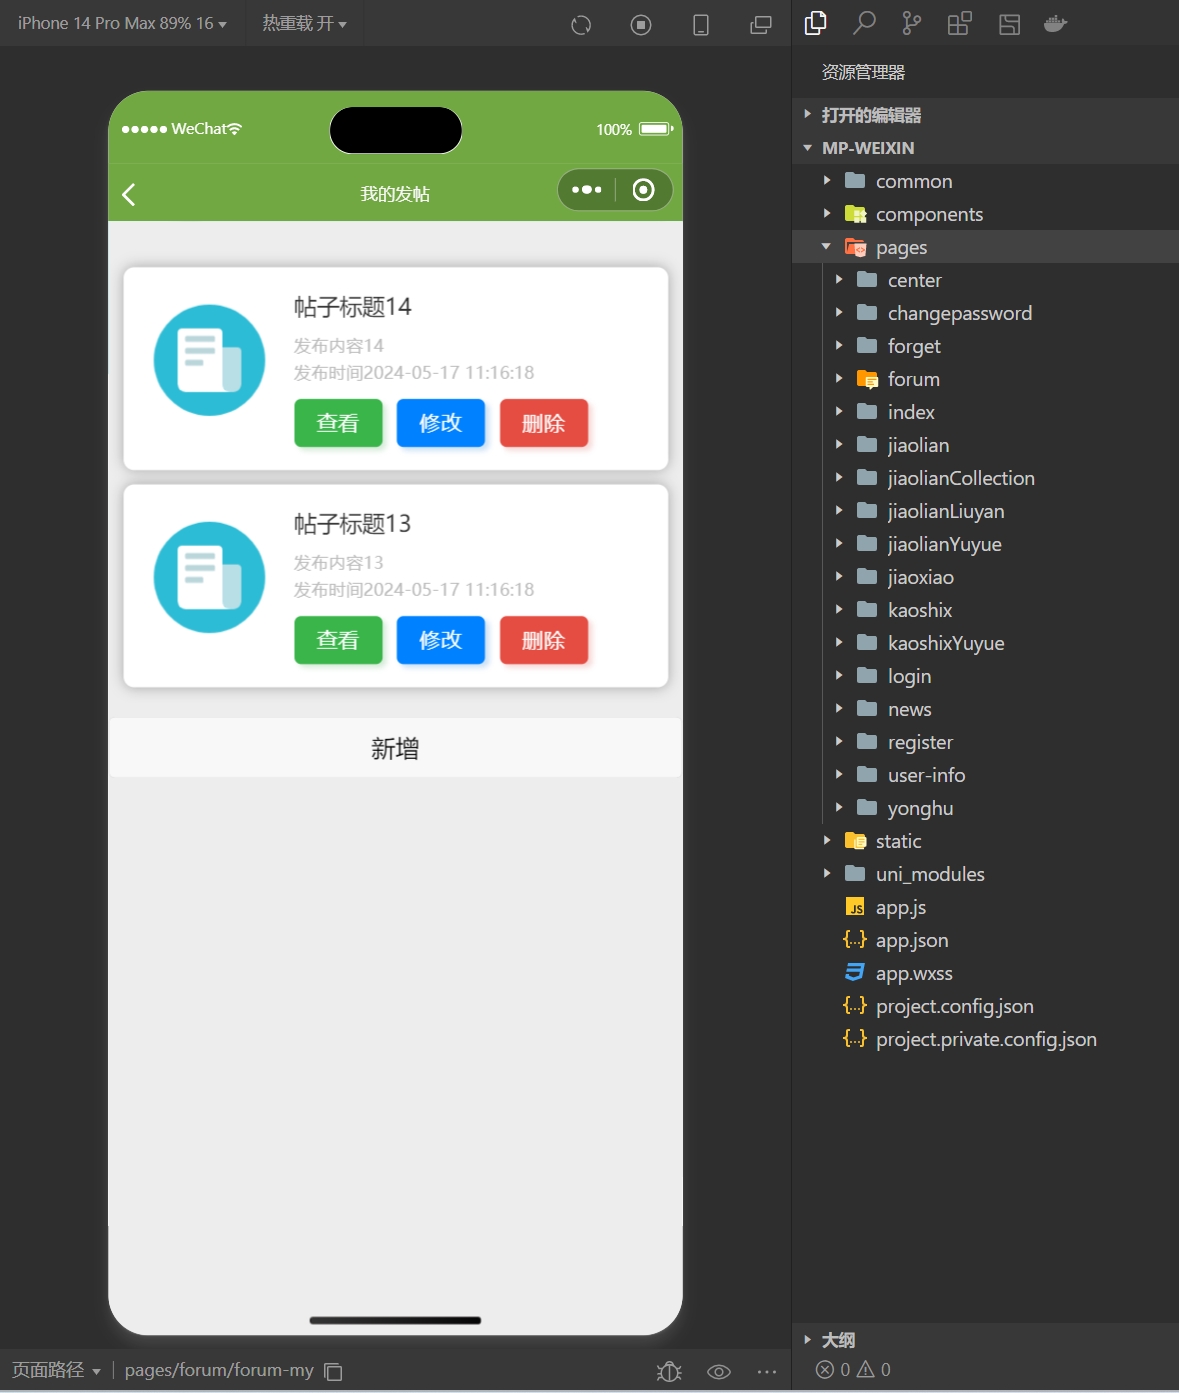 iPhone 14 Pro Max 89% 16
热重载 开
WeChat
100%
我的发帖
帖子标题14
发布内容14
发布时间2024-05-17 11:16:18
查看
修改
删除
帖子标题13
发布内容13
发布时间2024-05-17 11:16:18
查看
修改
删除
新增
页面路径
pages/forum/forum-my
资源管理器
打开的编辑器
MP-WEIXIN
common
components
pages
center
changepassword
forget
forum
index
jiaolian
jiaolianCollection
jiaolianLiuyan
jiaolianYuyue
jiaoxiao
kaoshix
kaoshixYuyue
login
news
register
user-info
yonghu
static
uni_modules
JS app.js
{..} app.json
app.wxss
{..} project.config.json
{..} project.private.config.json
大纲
0 0